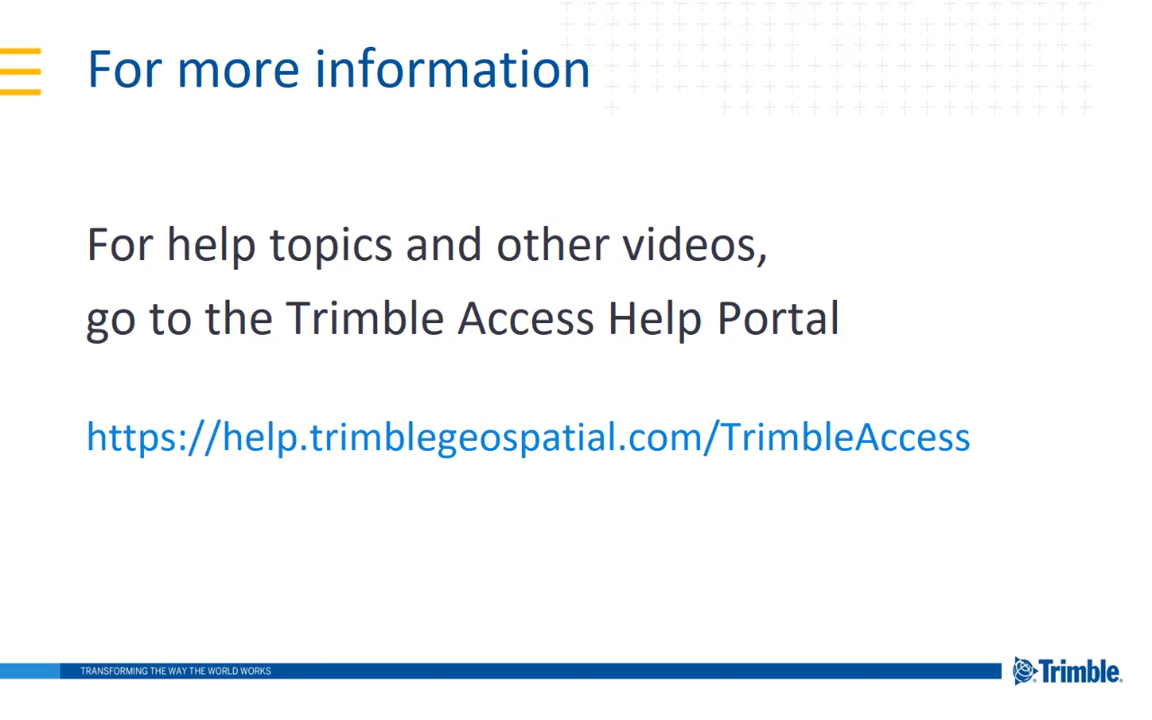 For more information
For help topics and other videos,
go to the Trimble Access Help Portal
https://help.trimblegeospatial.com/TrimbleAccess
TRANSFORMING THE WAY THE WORLD WORKS
Trimble®